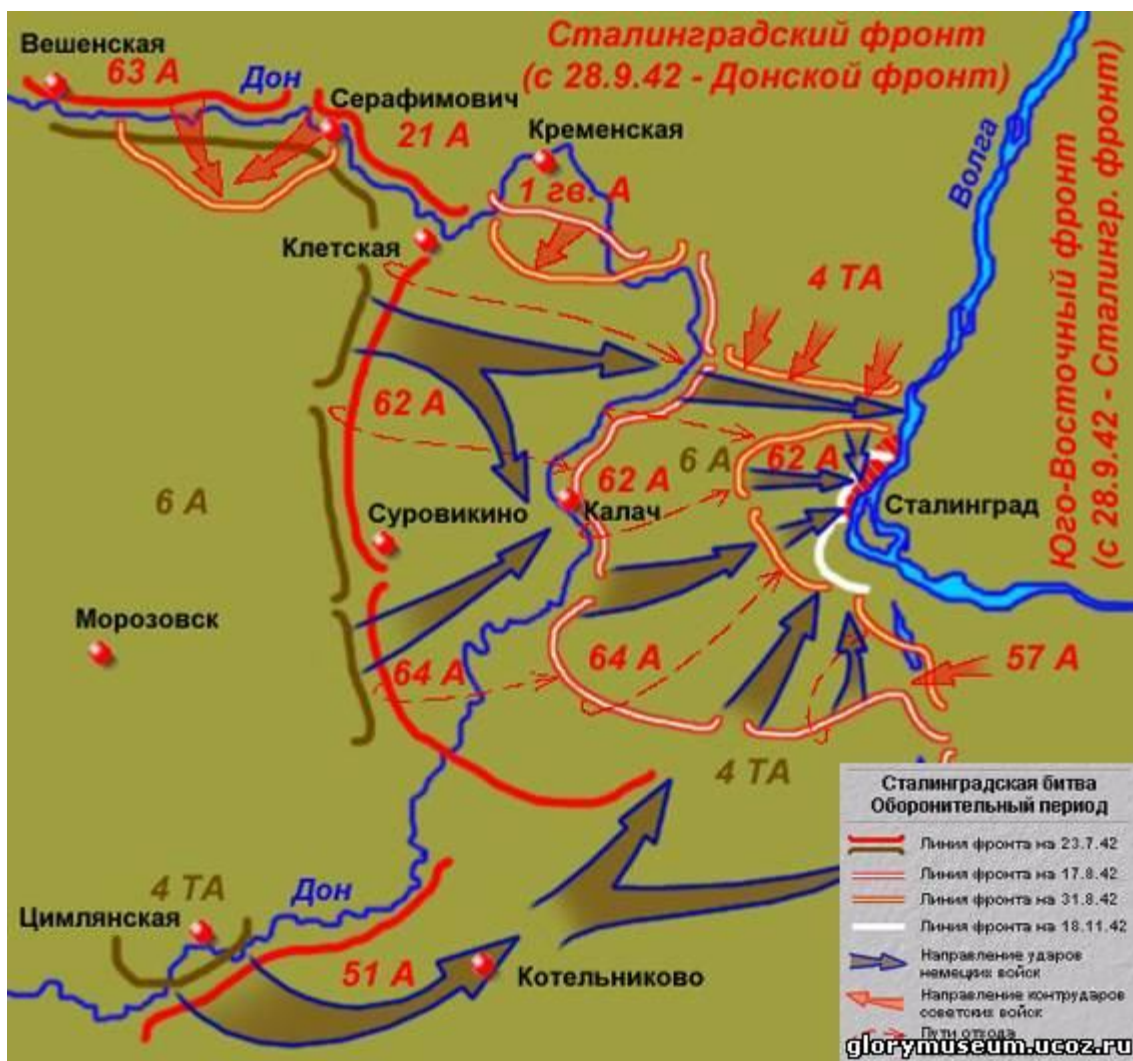 Сталинградский фронт
(с 28.9.42 - Донской фронт)
Юго-Восточный фронт
(с 28.9.42 - Сталингр. фронт)
Вешенская
63 А
Дон
Серафимович
21 А
Кременская
1 гв. А
Волга
Клетская
4 ТА
62 А
6 А
62 А
62 А
6 А
Суровикино
Калач
Сталинград
Морозовск
64 А
64 А
57 А
4 ТА
4 ТА
Дон
Цимлянская
51 А
Котельниково
Сталинградская битва
Оборонительный период
Линия фронта на 23.7.42
Линия фронта на 17.8.42
Линия фронта на 31.8.42
Линия фронта на 18.11.42
Направление ударов
немецких войск
Направление контрударов
советских войск
Пути отхода
glorymuseum.ucoz.ru